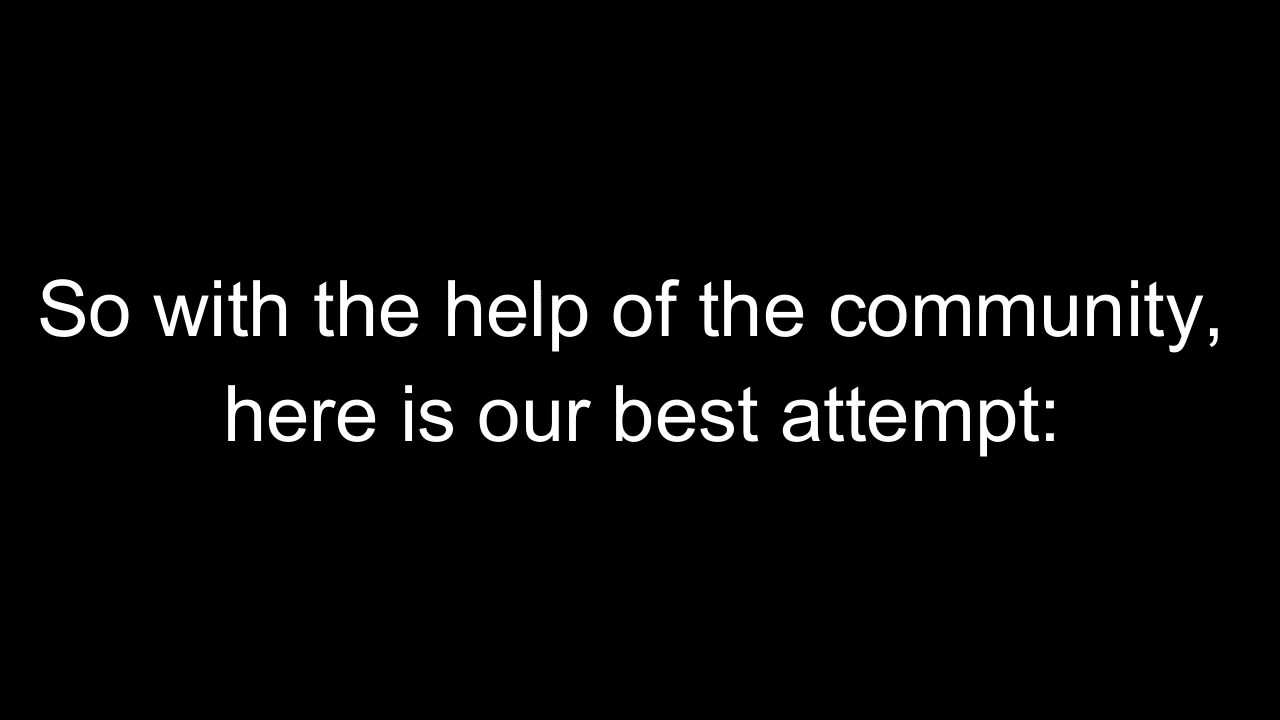 So with the help of the community,
here is our best attempt: